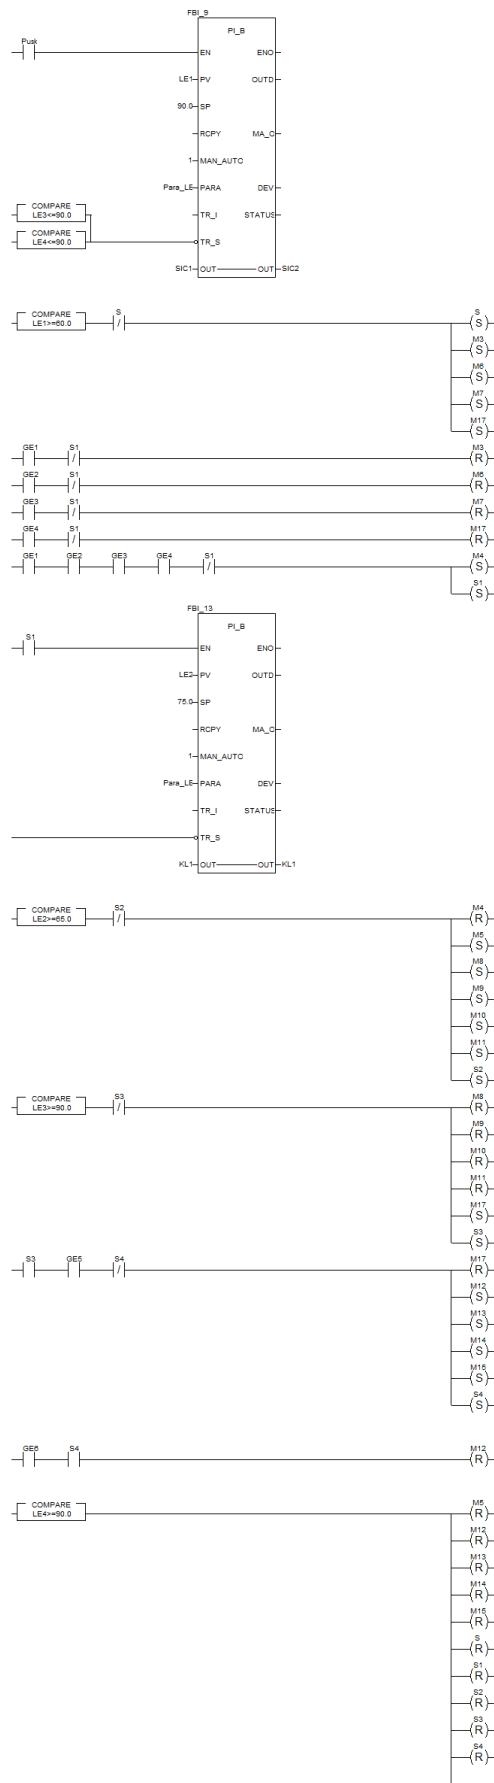 FBI_9
PI_B
Pusk
EN ENO
LE1 PV OUTD
90.0 SP
RCPY MA_O
1 MAN_AUTO
Para_LE PARA DEV
COMPARE
LE3<=90.0
TR_I STATUS
COMPARE
LE4<=90.0
TR_S
SIC1 OUT OUT SIC2
COMPARE
LE1>=60.0
S / S S
M3 S
M6 S
M7 S
M17 S
GE1 S1 / M3 R
GE2 S1 / M6 R
GE3 S1 / M7 R
GE4 S1 / M17 R
GE1 GE2 GE3 GE4 S1 / M4 S
S1 S
FBI_13
PI_B
S1
EN ENO
LE2 PV OUTD
75.0 SP
RCPY MA_O
1 MAN_AUTO
Para_LE PARA DEV
TR_I STATUS
TR_S
KL1 OUT OUT KL1
COMPARE
LE2>=65.0
S2 / M4 R
M5 S
M8 S
M9 S
M10 S
M11 S
S2 S
COMPARE
LE3>=90.0
S3 / M8 R
M9 R
M10 R
M11 R
M17 S
S3 S
S3 GE5 S4 / M17 R
M12 S
M13 S
M14 S
M15 S
S4 S
GE6 S4 M12 R
COMPARE
LE4>=90.0
M5 R
M12 R
M13 R
M14 R
M15 R
S R
S1 R
S2 R
S3 R
S4 R